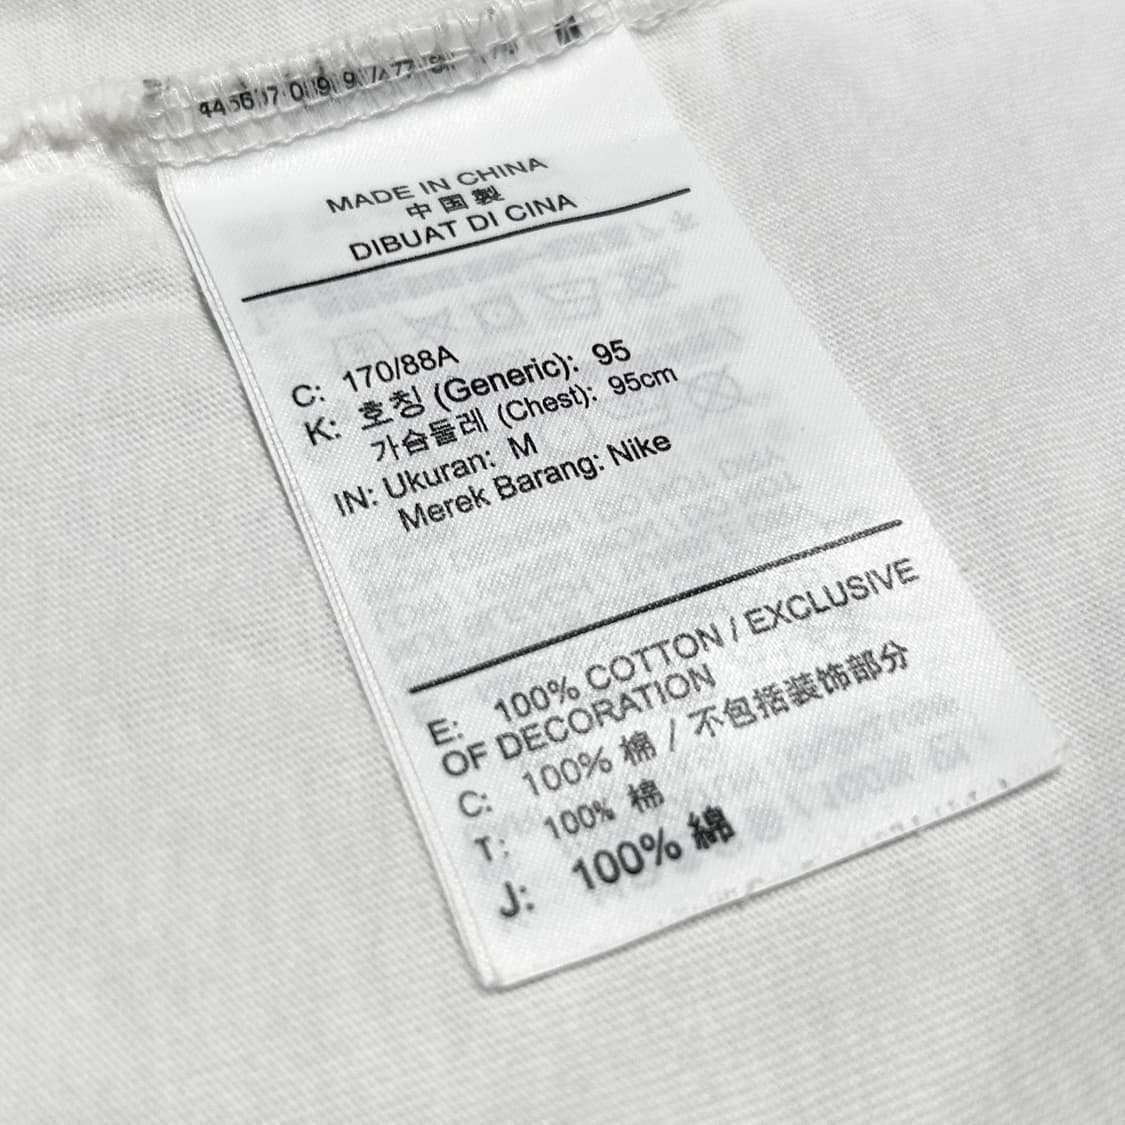 MADE IN CHINA
中国製
DIBUAT DI CINA
C: 170/88A
K: 호칭 (Generic): 95
가슴둘레 (Chest): 95cm
IN: Ukuran: M
Merek Barang: Nike
E: 100% COTTON / EXCLUSIVE
OF DECORATION
C: 100% 棉 / 不包括装饰部分
T: 100% 棉
J: 100% 綿